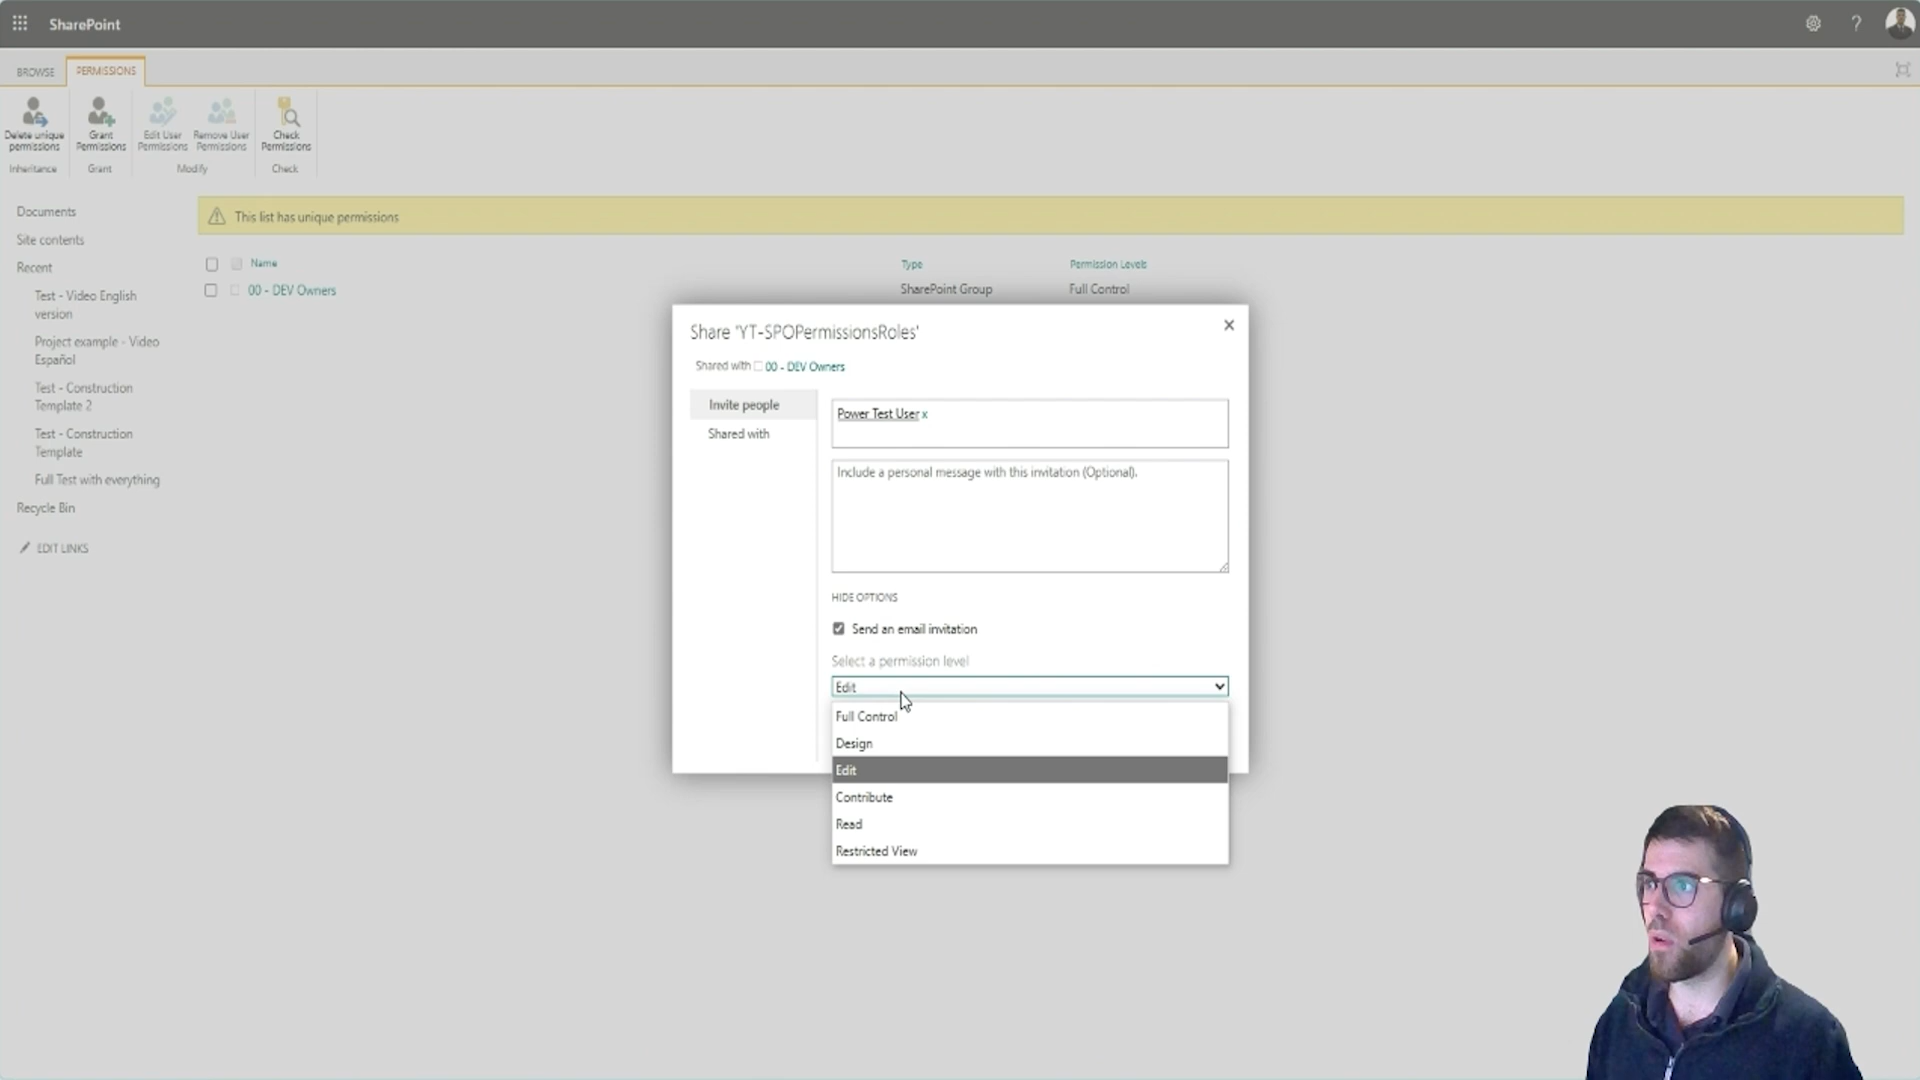 SharePoint
?
BROWSE
PERMISSIONS
Delete unique
permissions
Grant
Permissions
Edit User
Permissions
Remove User
Permissions
Check
Permissions
Inheritance
Grant
Modify
Check
Documents
Site contents
Recent
Test - Video English
version
Project example - Video
Español
Test - Construction
Template 2
Test - Construction
Template
Full Test with everything
Recycle Bin
EDIT LINKS
This list has unique permissions
Name
Type
Permission Levels
00 - DEV Owners
SharePoint Group
Full Control
Share 'YT-SPOPermissionsRoles'
Shared with 00 - DEV Owners
Invite people
Shared with
Power Test User x
Include a personal message with this invitation (Optional).
HIDE OPTIONS
Send an email invitation
Select a permission level
Edit
Full Control
Design
Edit
Contribute
Read
Restricted View